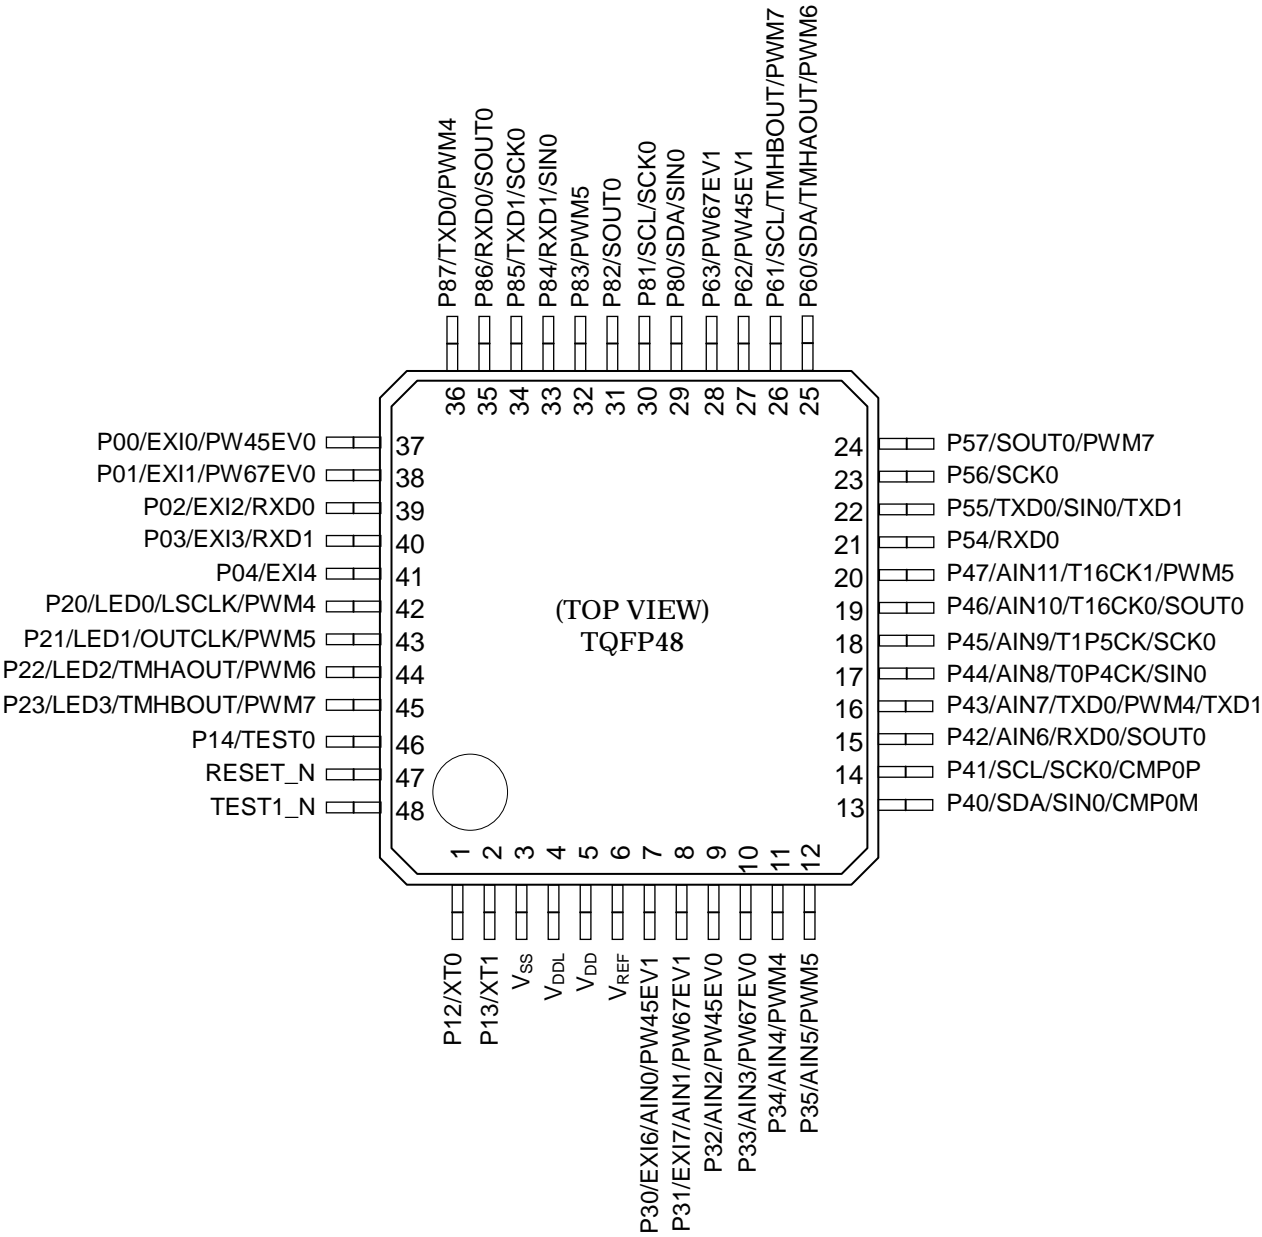 P87/TXD0/PWM4
P86/RXD0/SOUT0
P85/TXD1/SCK0
P84/RXD1/SIN0
P83/PWM5
P82/SOUT0
P81/SCL/SCK0
P80/SDA/SIN0
P63/PW67EV1
P62/PW45EV1
P61/SCL/TMHBOUT/PWM7
P60/SDA/TMHAOUT/PWM6
36
35
34
33
32
31
30
29
28
27
26
25
P00/EXI0/PW45EV0 37
P01/EXI1/PW67EV0 38
P02/EXI2/RXD0 39
P03/EXI3/RXD1 40
P04/EXI4 41
P20/LED0/LSCLK/PWM4 42
P21/LED1/OUTCLK/PWM5 43
P22/LED2/TMHAOUT/PWM6 44
P23/LED3/TMHBOUT/PWM7 45
P14/TEST0 46
RESET_N 47
TEST1_N 48
(TOP VIEW)
TQFP48
24 P57/SOUT0/PWM7
23 P56/SCK0
22 P55/TXD0/SIN0/TXD1
21 P54/RXD0
20 P47/AIN11/T16CK1/PWM5
19 P46/AIN10/T16CK0/SOUT0
18 P45/AIN9/T1P5CK/SCK0
17 P44/AIN8/T0P4CK/SIN0
16 P43/AIN7/TXD0/PWM4/TXD1
15 P42/AIN6/RXD0/SOUT0
14 P41/SCL/SCK0/CMP0P
13 P40/SDA/SIN0/CMP0M
1
2
3
4
5
6
7
8
9
10
11
12
P12/XT0
P13/XT1
VSS
VDDL
VDD
VREF
P30/EXI6/AIN0/PW45EV1
P31/EXI7/AIN1/PW67EV1
P32/AIN2/PW45EV0
P33/AIN3/PW67EV0
P34/AIN4/PWM4
P35/AIN5/PWM5